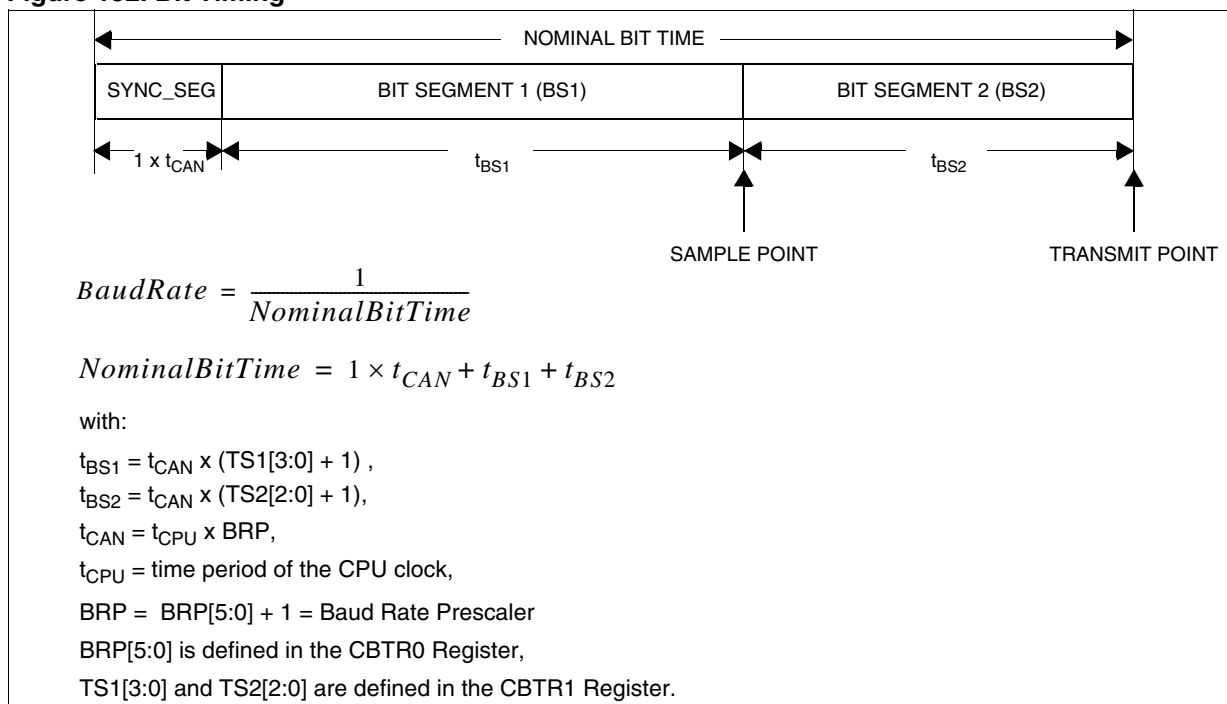 NOMINAL BIT TIME
SYNC_SEG BIT SEGMENT 1 (BS1) BIT SEGMENT 2 (BS2)
1 x tCAN tBS1 tBS2
SAMPLE POINT TRANSMIT POINT
BaudRate = 1 / NominalBitTime
NominalBitTime = 1 × tCAN + tBS1 + tBS2
with:
tBS1 = tCAN x (TS1[3:0] + 1) ,
tBS2 = tCAN x (TS2[2:0] + 1),
tCAN = tCPU x BRP,
tCPU = time period of the CPU clock,
BRP = BRP[5:0] + 1 = Baud Rate Prescaler
BRP[5:0] is defined in the CBTR0 Register,
TS1[3:0] and TS2[2:0] are defined in the CBTR1 Register.